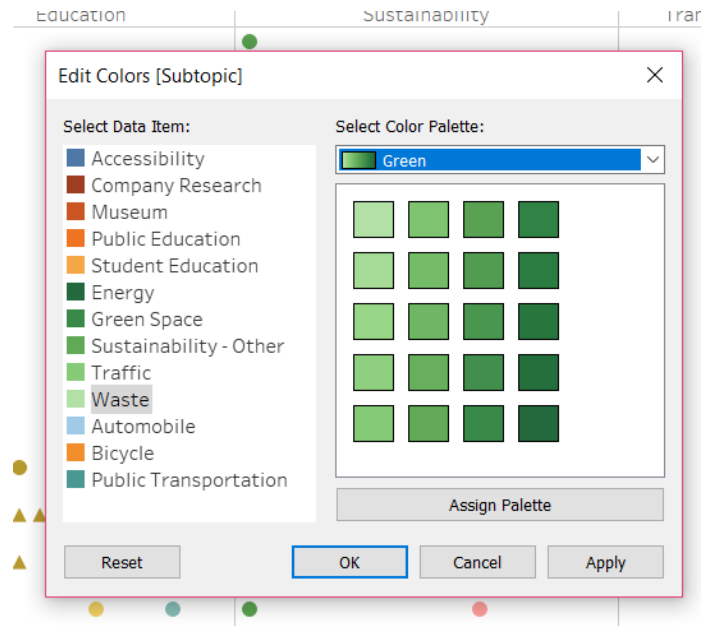 Education Sustainability Tran
Edit Colors [Subtopic]
Select Data Item: Select Color Palette:
Accessibility Green
Company Research
Museum
Public Education
Student Education
Energy
Green Space
Sustainability - Other
Traffic
Waste
Automobile
Bicycle
Public Transportation
Assign Palette
Reset OK Cancel Apply